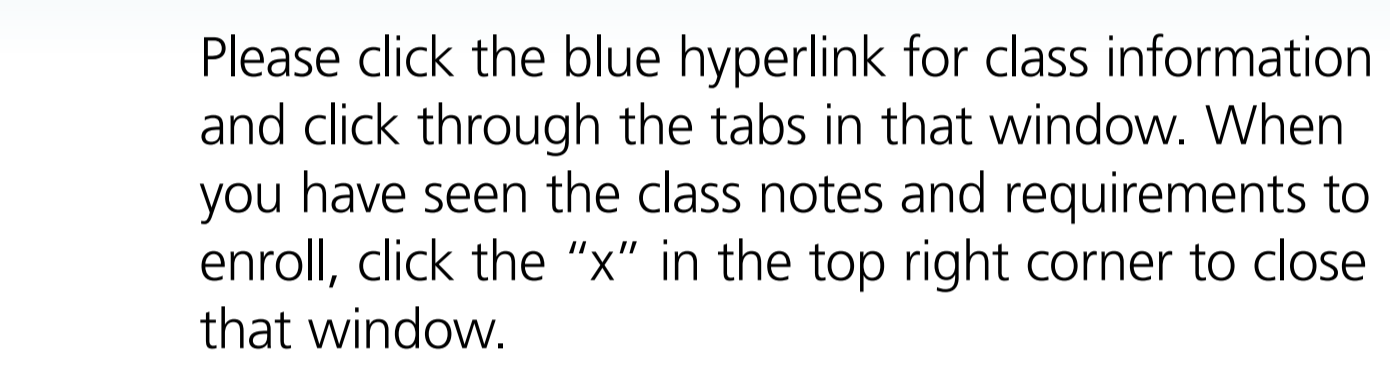 Please click the blue hyperlink for class information
and click through the tabs in that window. When
you have seen the class notes and requirements to
enroll, click the “x” in the top right corner to close
that window.